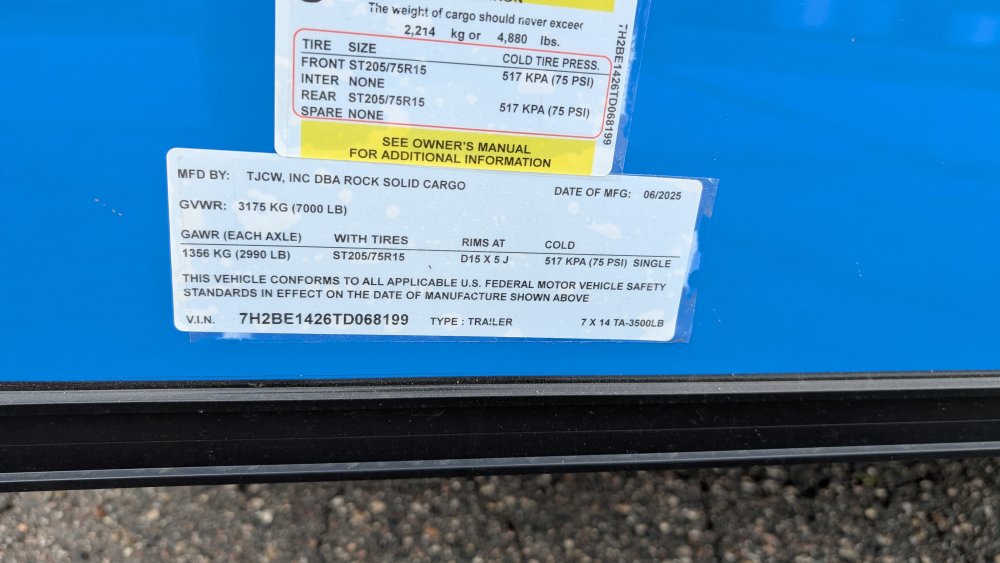 The weight of cargo should never exceed
2,214 kg or 4,880 lbs.
TIRE SIZE COLD TIRE PRESS.
FRONT ST205/75R15 517 KPA (75 PSI)
INTER NONE
REAR ST205/75R15 517 KPA (75 PSI)
SPARE NONE
SEE OWNER'S MANUAL
FOR ADDITIONAL INFORMATION
7H2BE1426TD068199
MFD BY: TJCW, INC DBA ROCK SOLID CARGO DATE OF MFG: 06/2025
GVWR: 3175 KG (7000 LB)
GAWR (EACH AXLE) WITH TIRES RIMS AT COLD
1356 KG (2990 LB) ST205/75R15 D15 X 5 J 517 KPA (75 PSI) SINGLE
THIS VEHICLE CONFORMS TO ALL APPLICABLE U.S. FEDERAL MOTOR VEHICLE SAFETY
STANDARDS IN EFFECT ON THE DATE OF MANUFACTURE SHOWN ABOVE
V.I.N. 7H2BE1426TD068199 TYPE : TRAILER 7 X 14 TA-3500LB